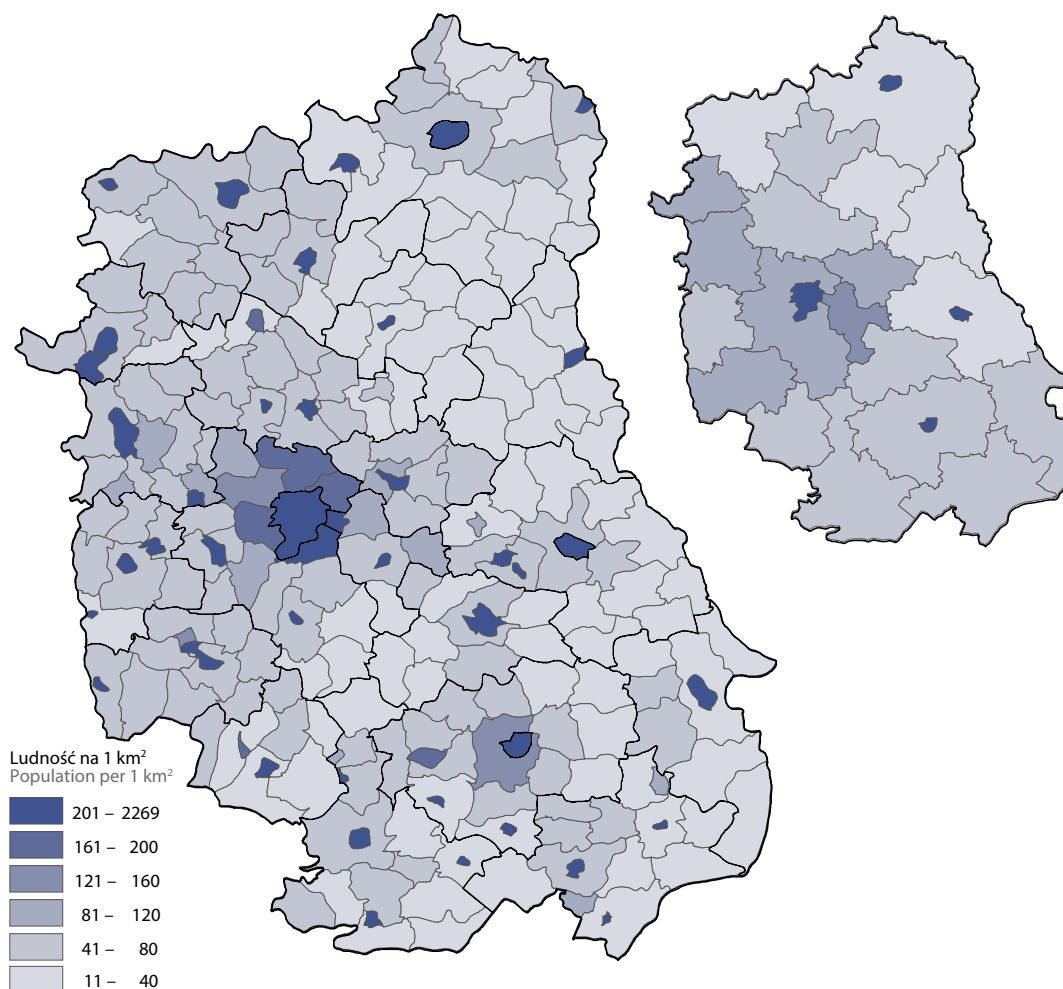 Ludność na 1 km²
Population per 1 km²
201 – 2269
161 – 200
121 – 160
81 – 120
41 – 80
11 – 40